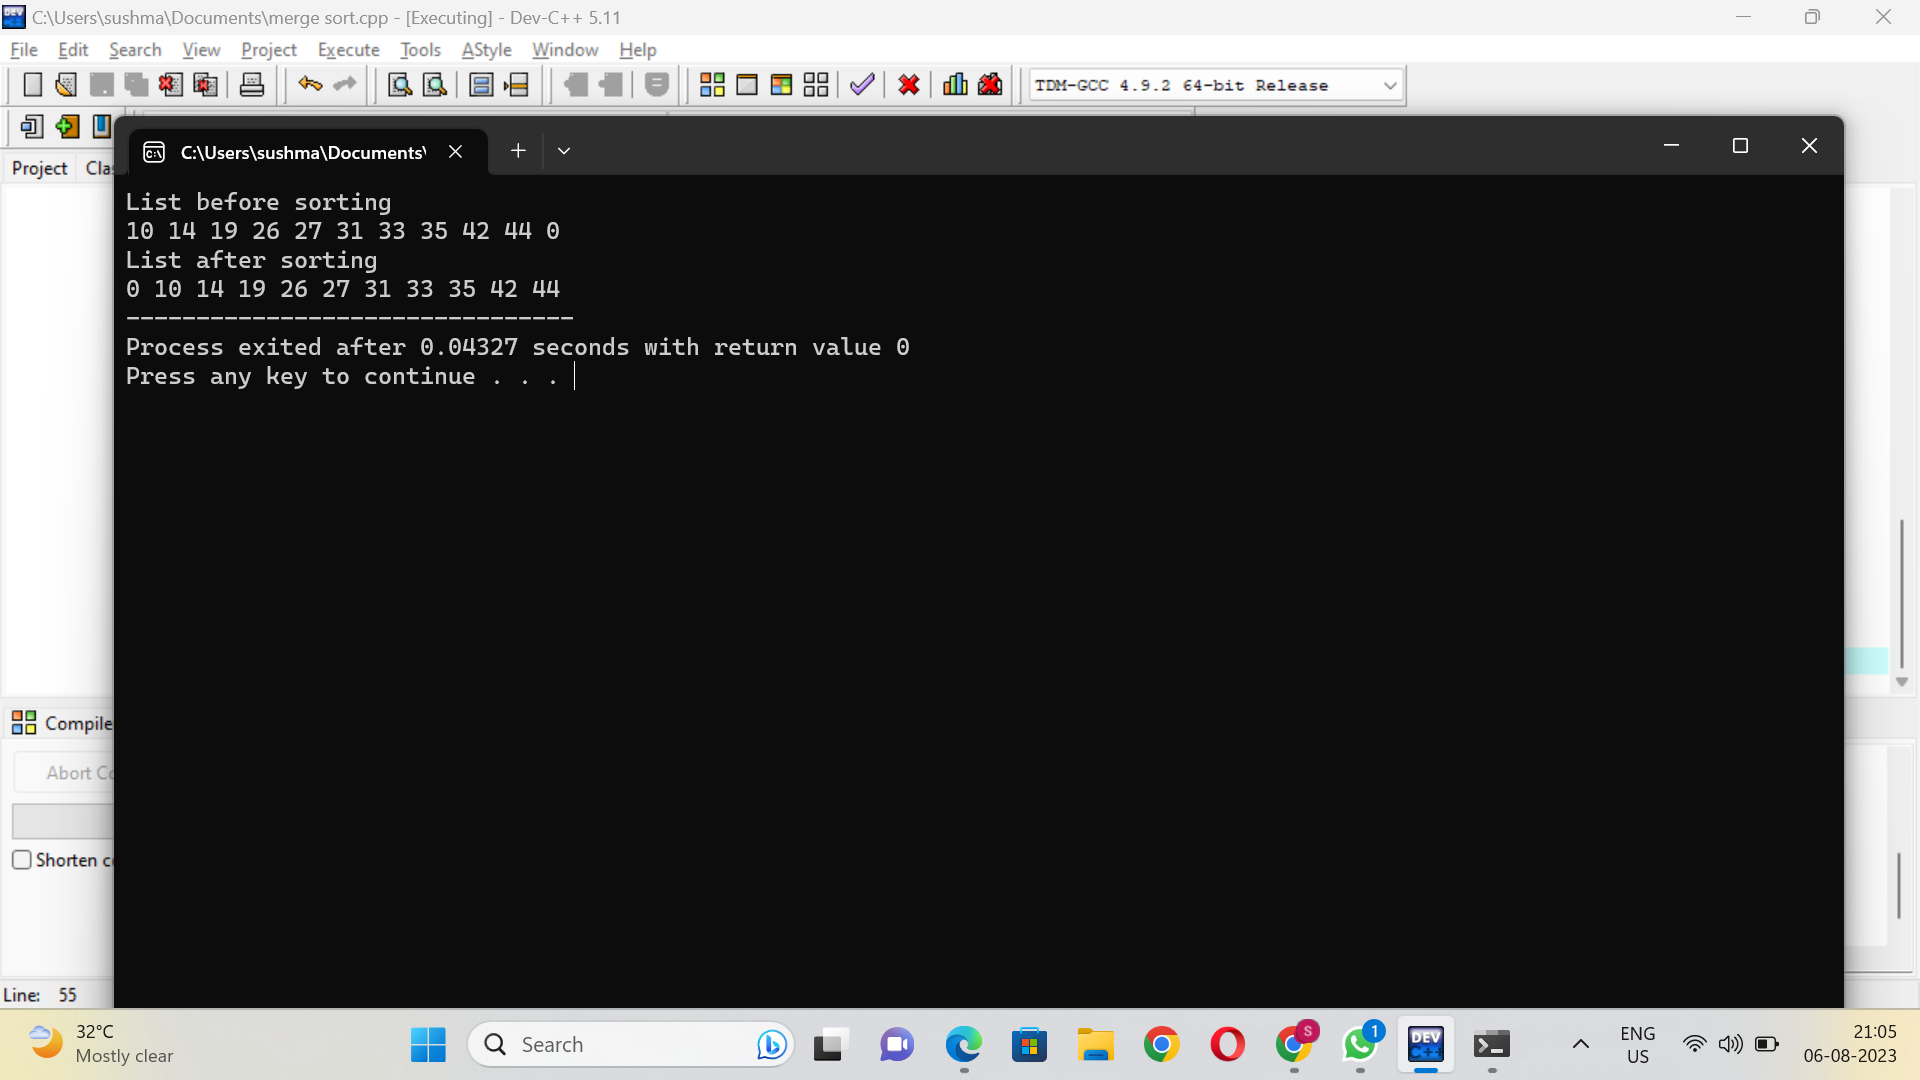 C:\Users\sushma\Documents\merge sort.cpp - [Executing] - Dev-C++ 5.11
File Edit Search View Project Execute Tools AStyle Window Help
TDM-GCC 4.9.2 64-bit Release
C:\Users\sushma\Documents\
Project Clas
List before sorting
10 14 19 26 27 31 33 35 42 44 0
List after sorting
0 10 14 19 26 27 31 33 35 42 44
--------------------------------
Process exited after 0.04327 seconds with return value 0
Press any key to continue . . .
Compile
Abort Co
Shorten co
Line: 55
32°C
Mostly clear
Search
S
1
DEV
C++
ENG
US
21:05
06-08-2023